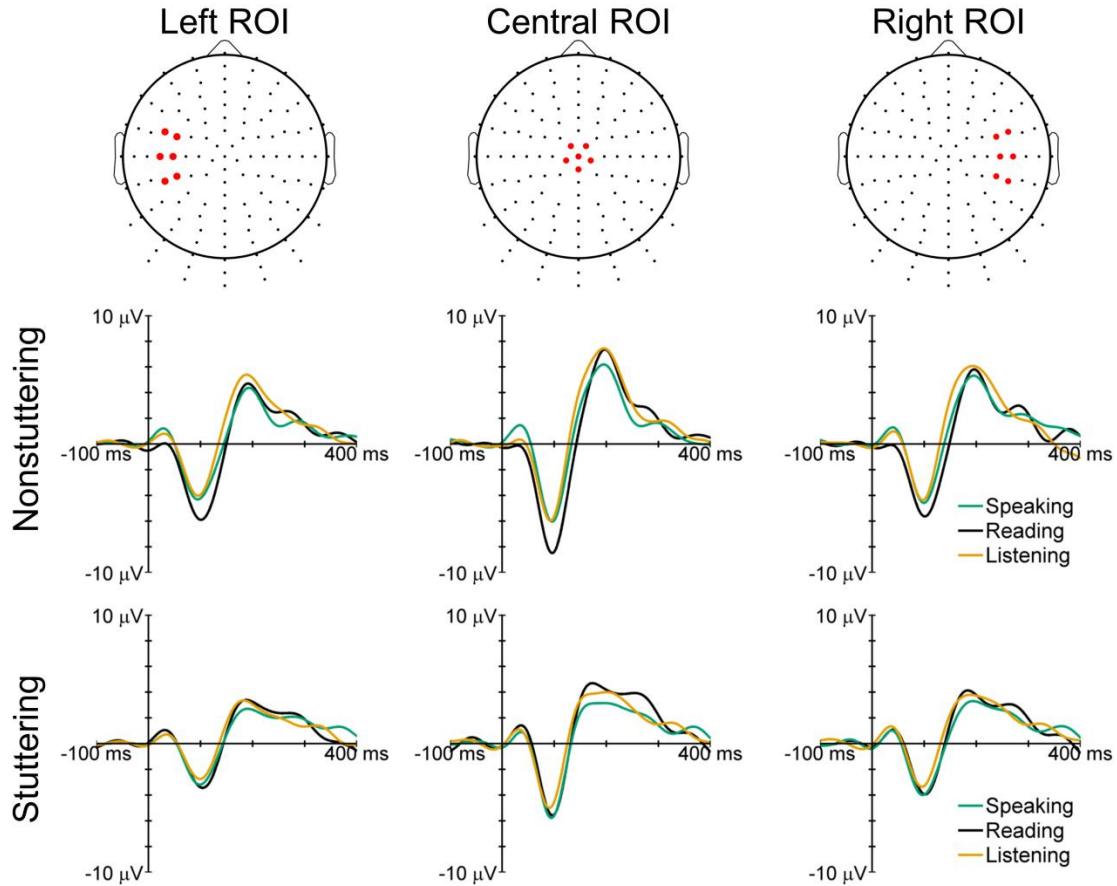 Left ROI
Central ROI
Right ROI
Nonstuttering
10 μV
-100 ms
400 ms
-10 μV
10 μV
-100 ms
400 ms
-10 μV
10 μV
-100 ms
400 ms
-10 μV
Speaking
Reading
Listening
Stuttering
10 μV
-100 ms
400 ms
-10 μV
10 μV
-100 ms
400 ms
-10 μV
10 μV
-100 ms
400 ms
-10 μV
Speaking
Reading
Listening